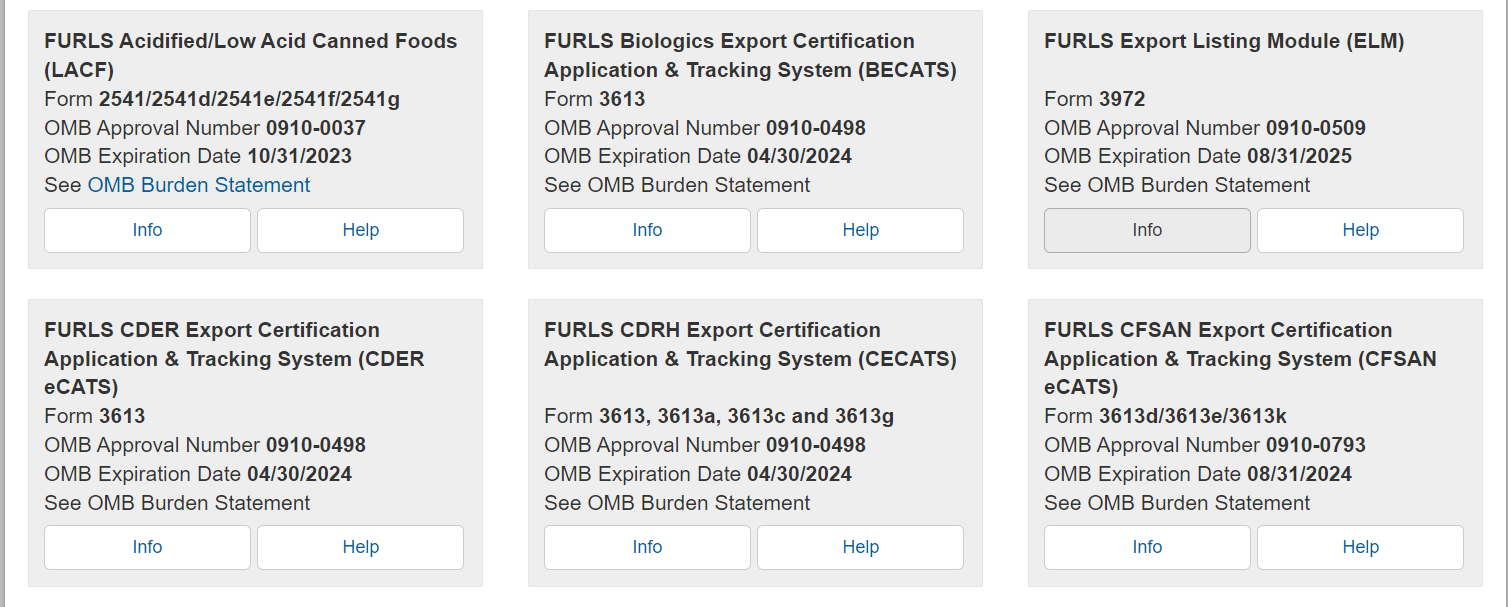 FURLS Acidified/Low Acid Canned Foods
(LACF)
Form 2541/2541d/2541e/2541f/2541g
OMB Approval Number 0910-0037
OMB Expiration Date 10/31/2023
See OMB Burden Statement
Info
Help
FURLS Biologics Export Certification
Application & Tracking System (BECATS)
Form 3613
OMB Approval Number 0910-0498
OMB Expiration Date 04/30/2024
See OMB Burden Statement
Info
Help
FURLS Export Listing Module (ELM)
Form 3972
OMB Approval Number 0910-0509
OMB Expiration Date 08/31/2025
See OMB Burden Statement
Info
Help
FURLS CDER Export Certification
Application & Tracking System (CDER
eCATS)
Form 3613
OMB Approval Number 0910-0498
OMB Expiration Date 04/30/2024
See OMB Burden Statement
Info
Help
FURLS CDRH Export Certification
Application & Tracking System (CECATS)
Form 3613, 3613a, 3613c and 3613g
OMB Approval Number 0910-0498
OMB Expiration Date 04/30/2024
See OMB Burden Statement
Info
Help
FURLS CFSAN Export Certification
Application & Tracking System (CFSAN
eCATS)
Form 3613d/3613e/3613k
OMB Approval Number 0910-0793
OMB Expiration Date 08/31/2024
See OMB Burden Statement
Info
Help